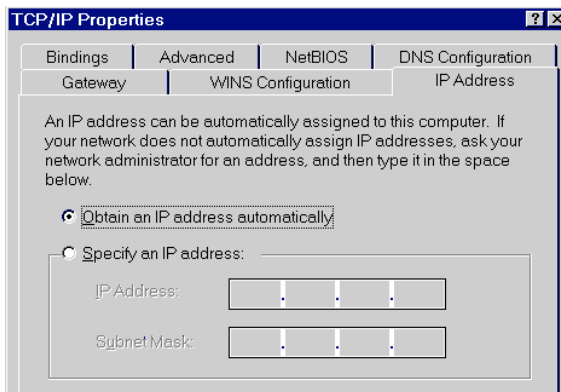 TCP/IP Properties
Bindings Advanced NetBIOS DNS Configuration
Gateway WINS Configuration IP Address
An IP address can be automatically assigned to this computer. If
your network does not automatically assign IP addresses, ask your
network administrator for an address, and then type it in the space
below.
Obtain an IP address automatically
Specify an IP address:
IP Address:
Subnet Mask: